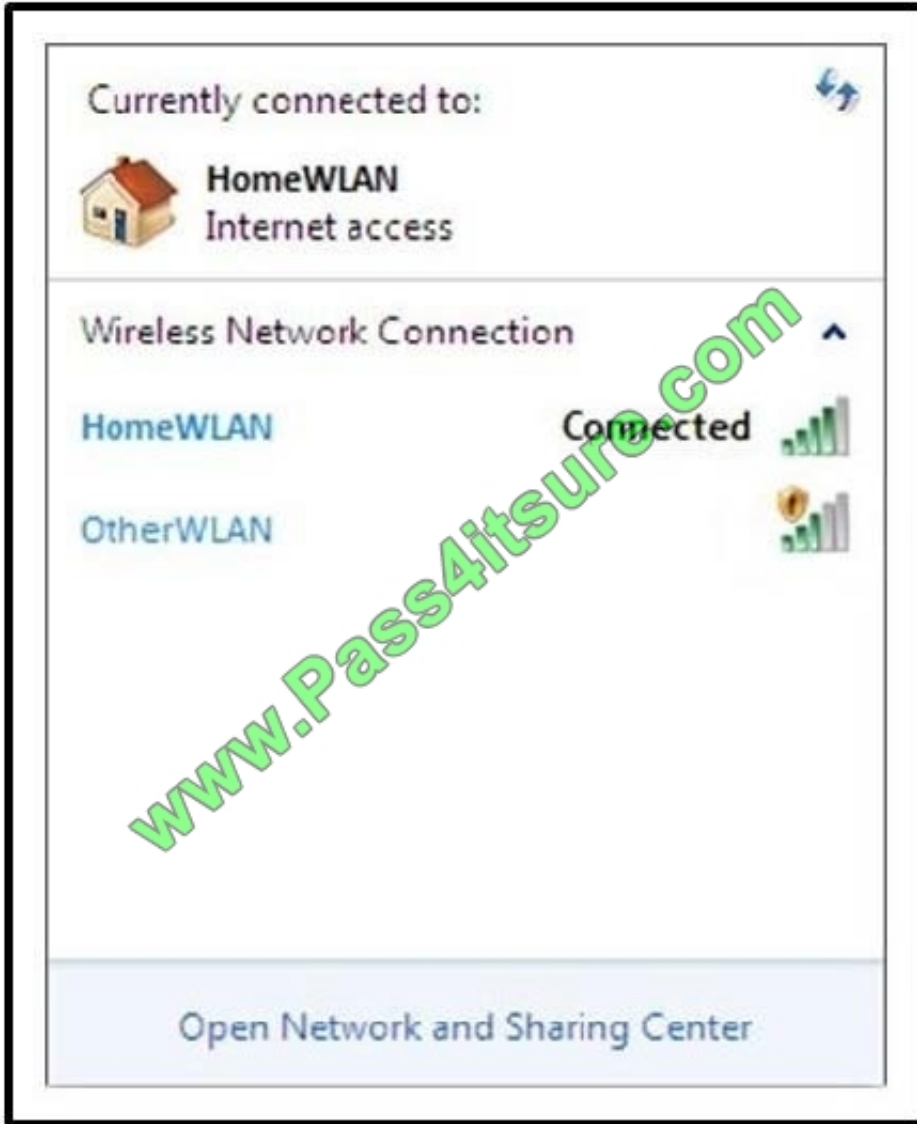 Currently connected to:
HomeWLAN
Internet access
Wireless Network Connection
HomeWLAN Connected
OtherWLAN
www.Pass4itsure.com
Open Network and Sharing Center